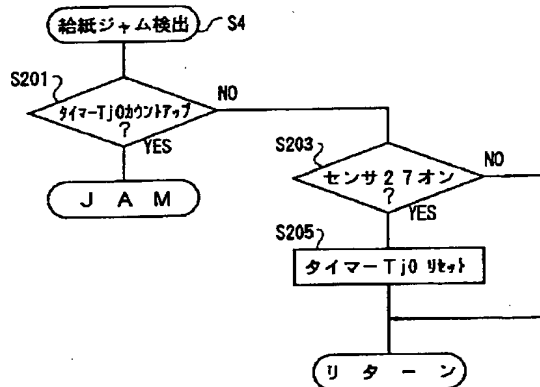 給紙ジャム検出
S4
S201
タイマーTj0カウントアップ
?
NO
YES
JAM
S203
センサ27オン
?
NO
YES
S205
タイマーTj0 リセット
リターン